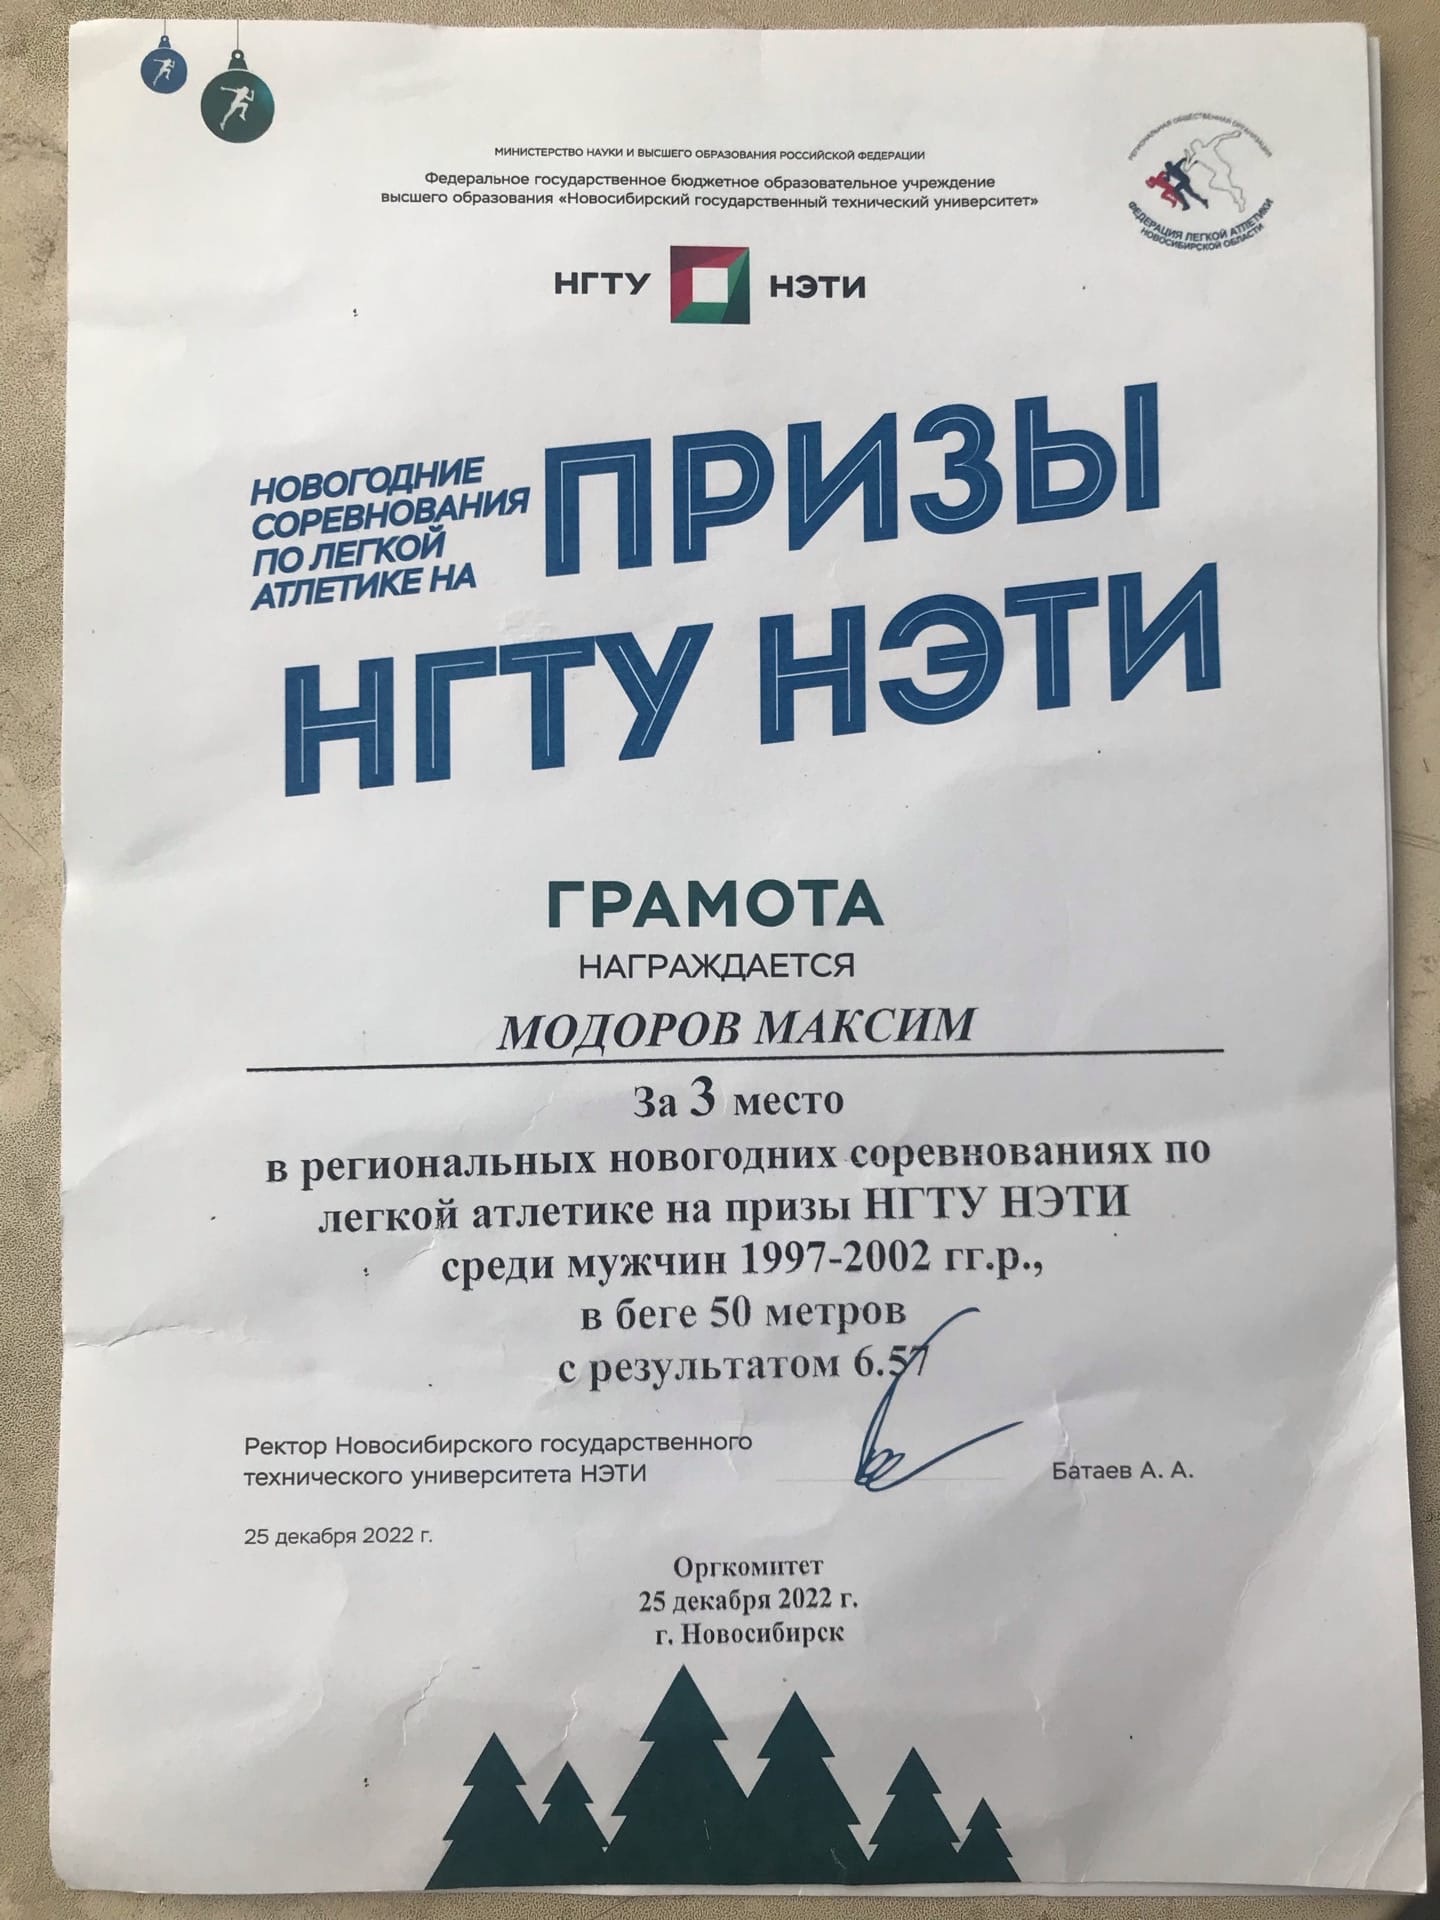 МИНИСТЕРСТВО НАУКИ И ВЫСШЕГО ОБРАЗОВАНИЯ РОССИЙСКОЙ ФЕДЕРАЦИИ
Федеральное государственное бюджетное образовательное учреждение
высшего образования «Новосибирский государственный технический университет»
РЕГИОНАЛЬНАЯ ОБЩЕСТВЕННАЯ ОРГАНИЗАЦИЯ
ФЕДЕРАЦИЯ ЛЕГКОЙ АТЛЕТИКИ
НОВОСИБИРСКОЙ ОБЛАСТИ
НГТУ НЭТИ
НОВОГОДНИЕ
СОРЕВНОВАНИЯ
ПО ЛЕГКОЙ
АТЛЕТИКЕ НА
ПРИЗЫ
НГТУ НЭТИ
ГРАМОТА
НАГРАЖДАЕТСЯ
МОДОРОВ МАКСИМ
За 3 место
в региональных новогодних соревнованиях по
легкой атлетике на призы НГТУ НЭТИ
среди мужчин 1997-2002 гг.р.,
в беге 50 метров
с результатом 6.57
Ректор Новосибирского государственного
технического университета НЭТИ
Батаев А. А.
25 декабря 2022 г.
Оргкомитет
25 декабря 2022 г.
г. Новосибирск